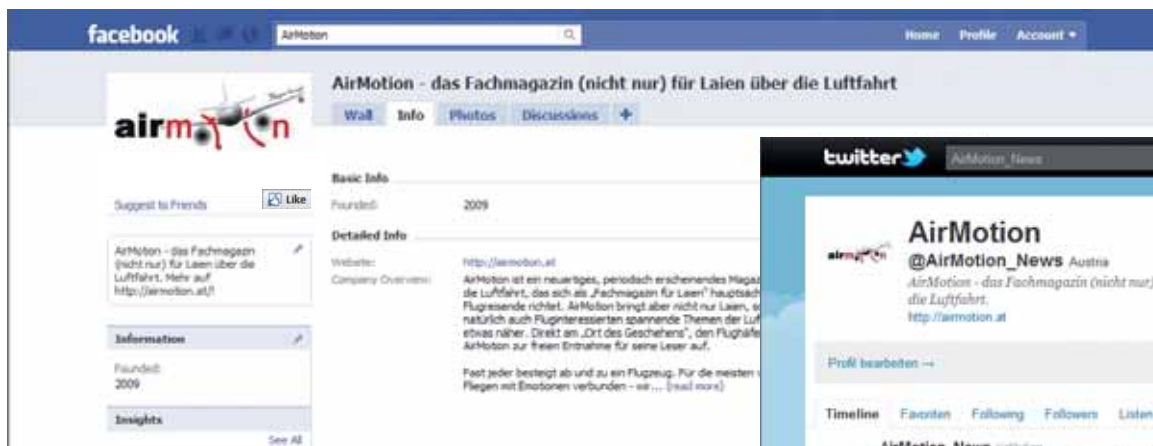 facebook
AirMotion
Home Profile Account
airmotion
AirMotion - das Fachmagazin (nicht nur) für Laien über die Luftfahrt
Wall Info Photos Discussions +
Suggest to Friends
Like
AirMotion - das Fachmagazin
(nicht nur) für Laien über die
Luftfahrt. Mehr auf
http://airmotion.at/!
Information
Founded:
2009
Insights
See All
Basic Info
Founded: 2009
Detailed Info
Website: http://airmotion.at
Company Overview: AirMotion ist ein neuartiges, periodisch erscheinendes Magaz
die Luftfahrt, das sich als „Fachmagazin für Laien" hauptsäch
Flugreisende richtet. AirMotion bringt aber nicht nur Laien, s
natürlich auch Fluginteressierten spannende Themen der Luf
etwas näher. Direkt am „Ort des Geschehens", den Flughäfe
AirMotion zur freien Entnahme für seine Leser auf.
Fast jeder besteigt ab und zu ein Flugzeug. Für die meisten
Fliegen mit Emotionen verbunden - wir... (read more)
twitter
AirMotion_News
airmotion
AirMotion
@AirMotion_News Austria
AirMotion - das Fachmagazin (nicht nur)
die Luftfahrt.
http://airmotion.at
Profil bearbeiten →
Timeline Favoriten Following Followers Listen
AirMotion_News